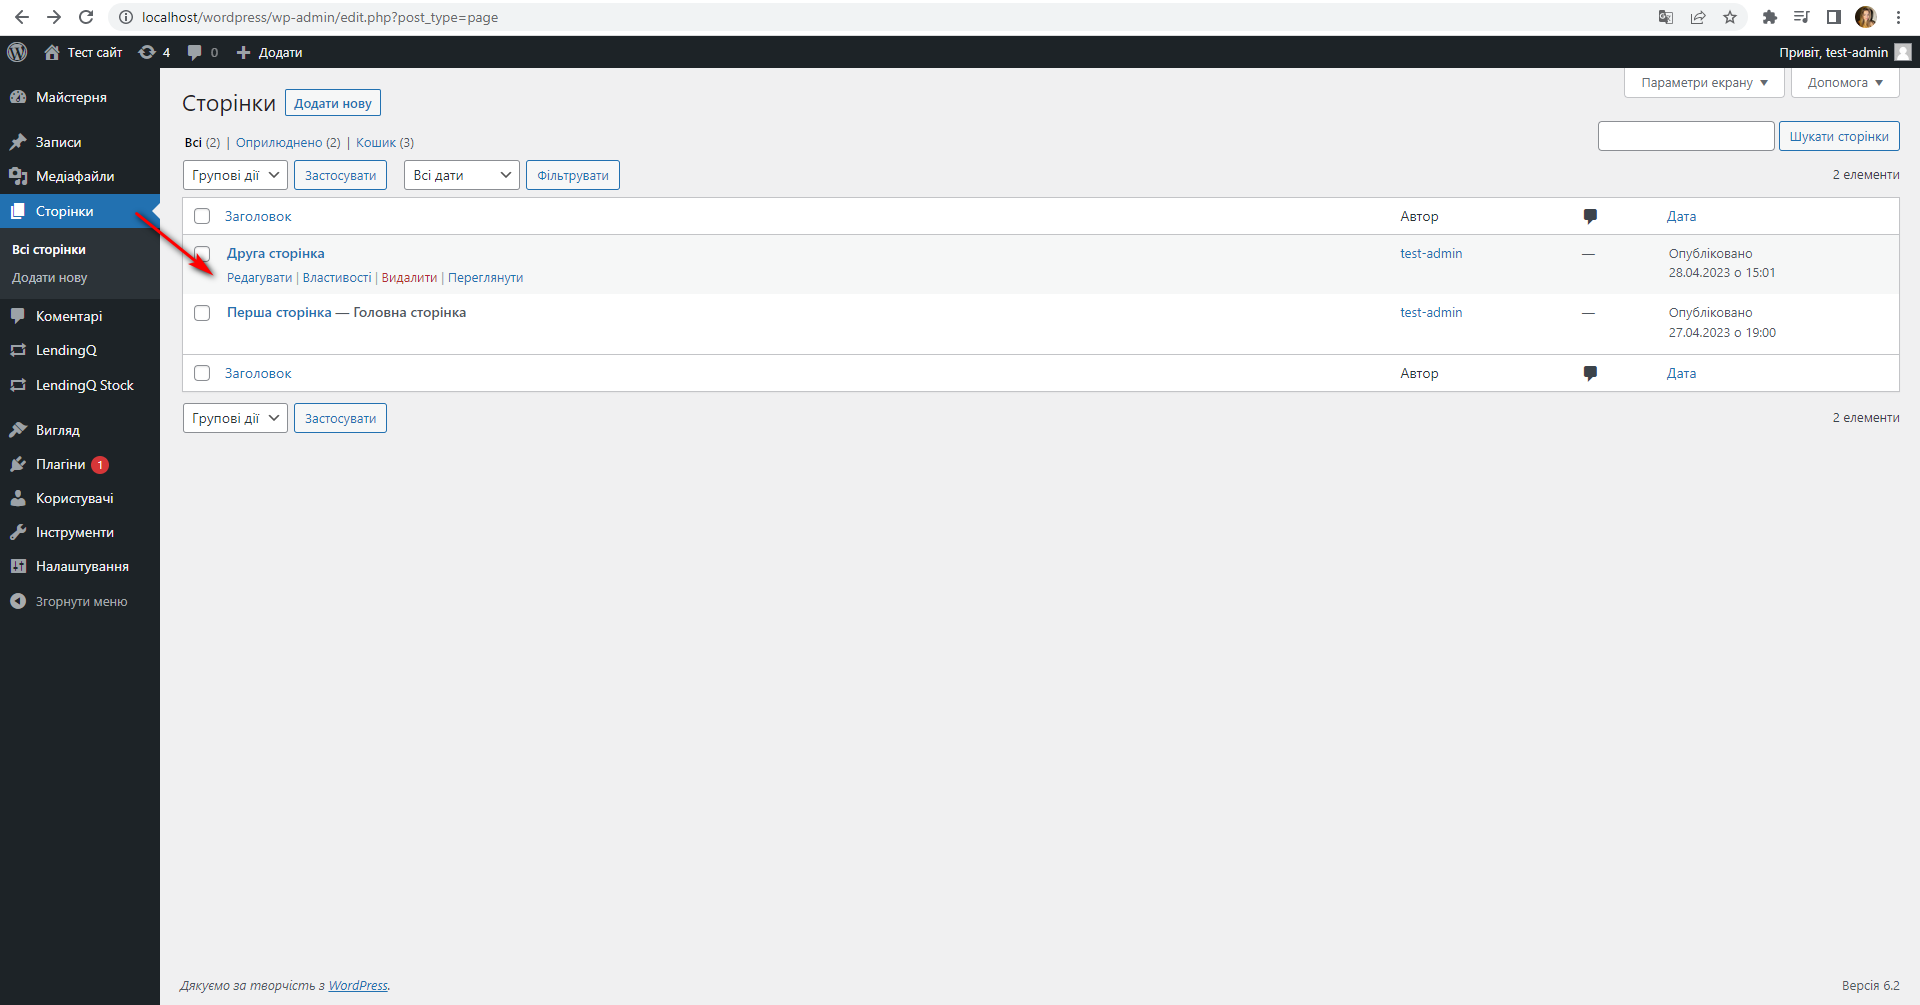 localhost/wordpress/wp-admin/edit.php?post_type=page
Тест сайт 4 0 Додати Привіт, test-admin
Параметри екрану Допомога
Майстерня
Записи
Медіафайли
Сторінки
Всі сторінки
Додати нову
Коментарі
LendingQ
LendingQ Stock
Вигляд
Плагіни 1
Користувачі
Інструменти
Налаштування
Згорнути меню
Сторінки Додати нову
Всі (2) | Оприлюднено (2) | Кошик (3)
Шукати сторінки
Групові дії Застосувати Всі дати Фільтрувати 2 елементи
Заголовок Автор Дата
Друга сторінка test-admin — Опубліковано
28.04.2023 о 15:01
Редагувати | Властивості | Видалити | Переглянути
Перша сторінка — Головна сторінка test-admin — Опубліковано
27.04.2023 о 19:00
Заголовок Автор Дата
Групові дії Застосувати 2 елементи
Дякуємо за творчість з WordPress. Версія 6.2